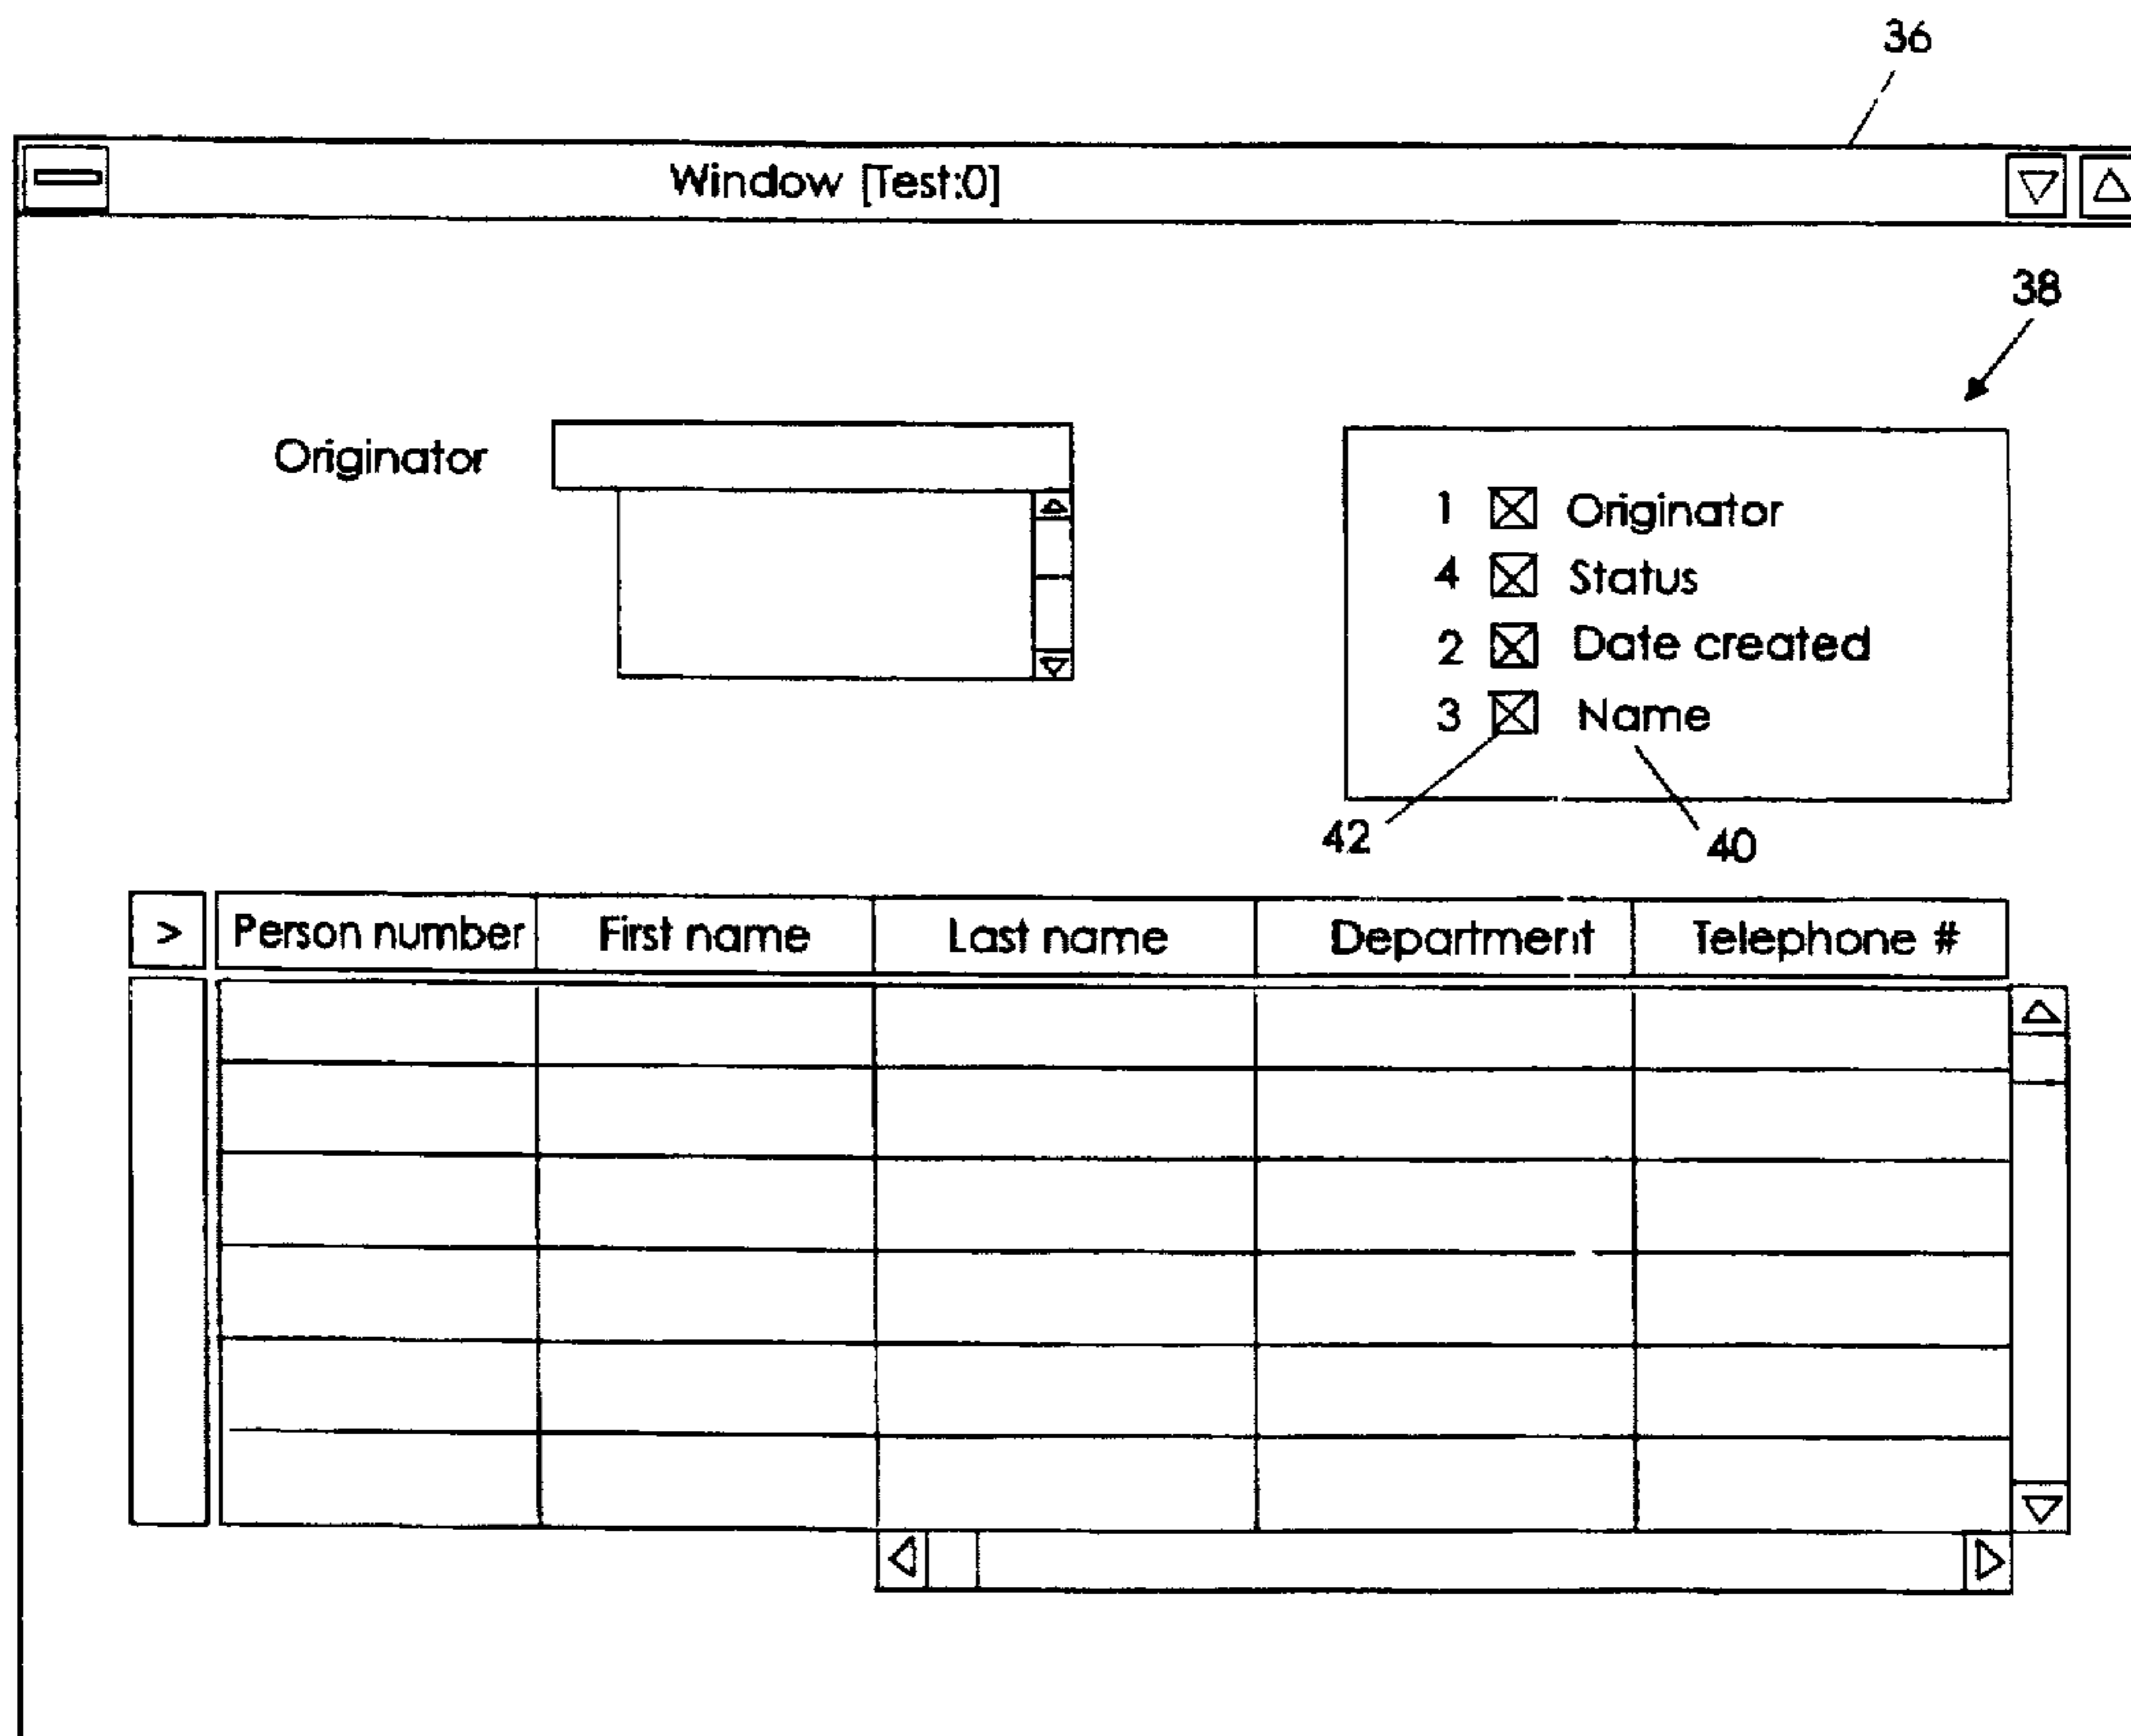 36
Window [Test:0]
38
Originator
1 Originator
4 Status
2 Date created
3 Name
42
40
> Person number First name Last name Department Telephone #